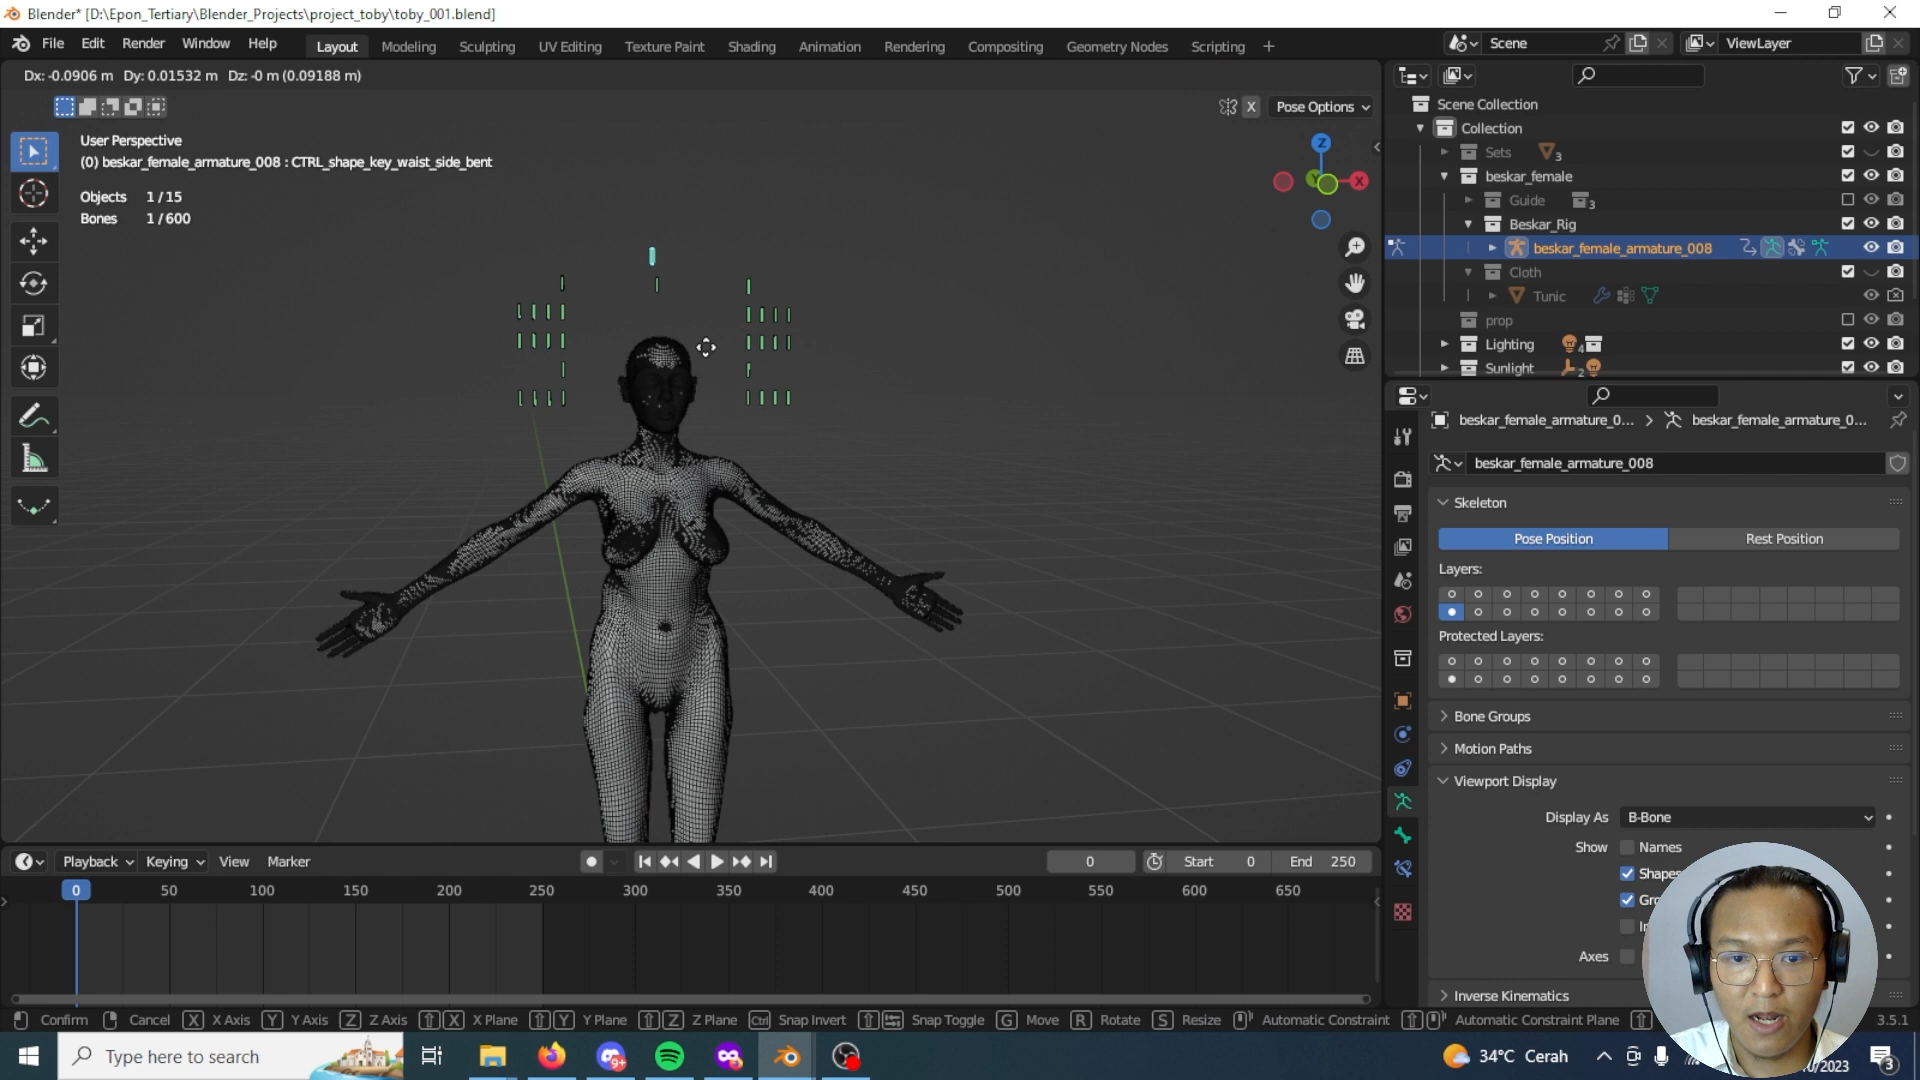 Blender* [D:\Epon_Tertiary\Blender_Projects\project_toby\toby_001.blend]
File Edit Render Window Help Layout Modeling Sculpting UV Editing Texture Paint Shading Animation Rendering Compositing Geometry Nodes Scripting + Scene ViewLayer
Dx: -0.0906 m Dy: 0.01532 m Dz: -0 m (0.09188 m)
X Pose Options
User Perspective
(0) beskar_female_armature_008 : CTRL_shape_key_waist_side_bent
Objects 1/15
Bones 1/600
Z
Y
X
Scene Collection
Collection
Sets 3
beskar_female
Guide 3
Beskar_Rig
beskar_female_armature_008
Cloth
Tunic
prop
Lighting 4
Sunlight 2
beskar_female_armature_0... > beskar_female_armature_0...
beskar_female_armature_008
Skeleton
Pose Position Rest Position
Layers:
Protected Layers:
Bone Groups
Motion Paths
Viewport Display
Display As B-Bone
Show Names
Shapes
Axes
Inverse Kinematics
Playback Keying View Marker 0 Start 0 End 250
0 50 100 150 200 250 300 350 400 450 500 550 600 650
Confirm Cancel X X Axis Y Y Axis Z Z Axis X X Plane Y Y Plane Z Z Plane Ctrl Snap Invert Snap Toggle G Move R Rotate S Resize Automatic Constraint Automatic Constraint Plane 3.5.1
Type here to search 9+ 34°C Cerah 3